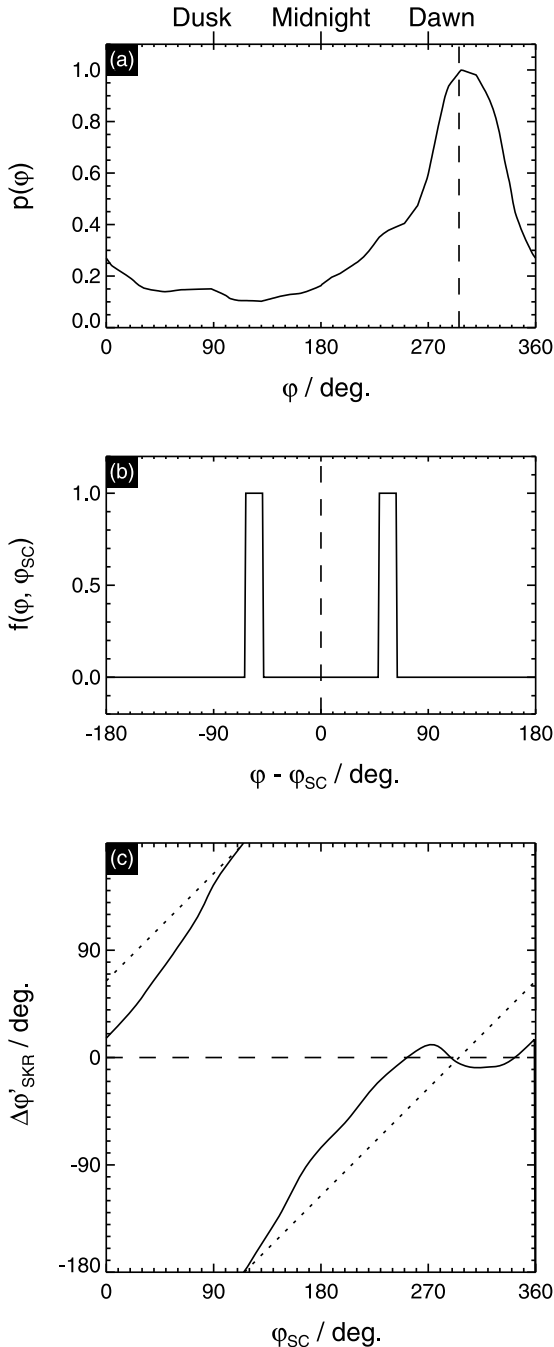 Dusk Midnight Dawn
(a)
1.0
0.8
0.6
0.4
0.2
0.0
p(φ)
0 90 180 270 360
φ / deg.
(b)
1.0
0.5
0.0
f(φ, φSC)
-180 -90 0 90 180
φ - φSC / deg.
(c)
90
0
-90
-180
Δφ'SKR / deg.
0 90 180 270 360
φSC / deg.